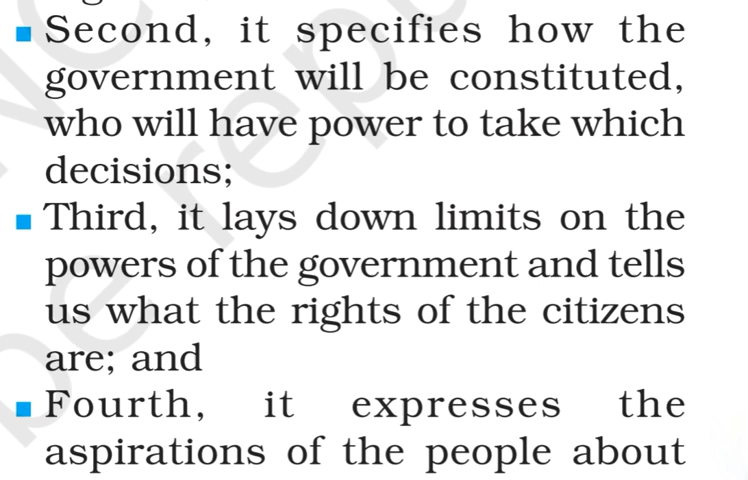 Second, it specifies how the
government will be constituted,
who will have power to take which
decisions;
Third, it lays down limits on the
powers of the government and tells
us what the rights of the citizens
are; and
Fourth, it expresses the
aspirations of the people about